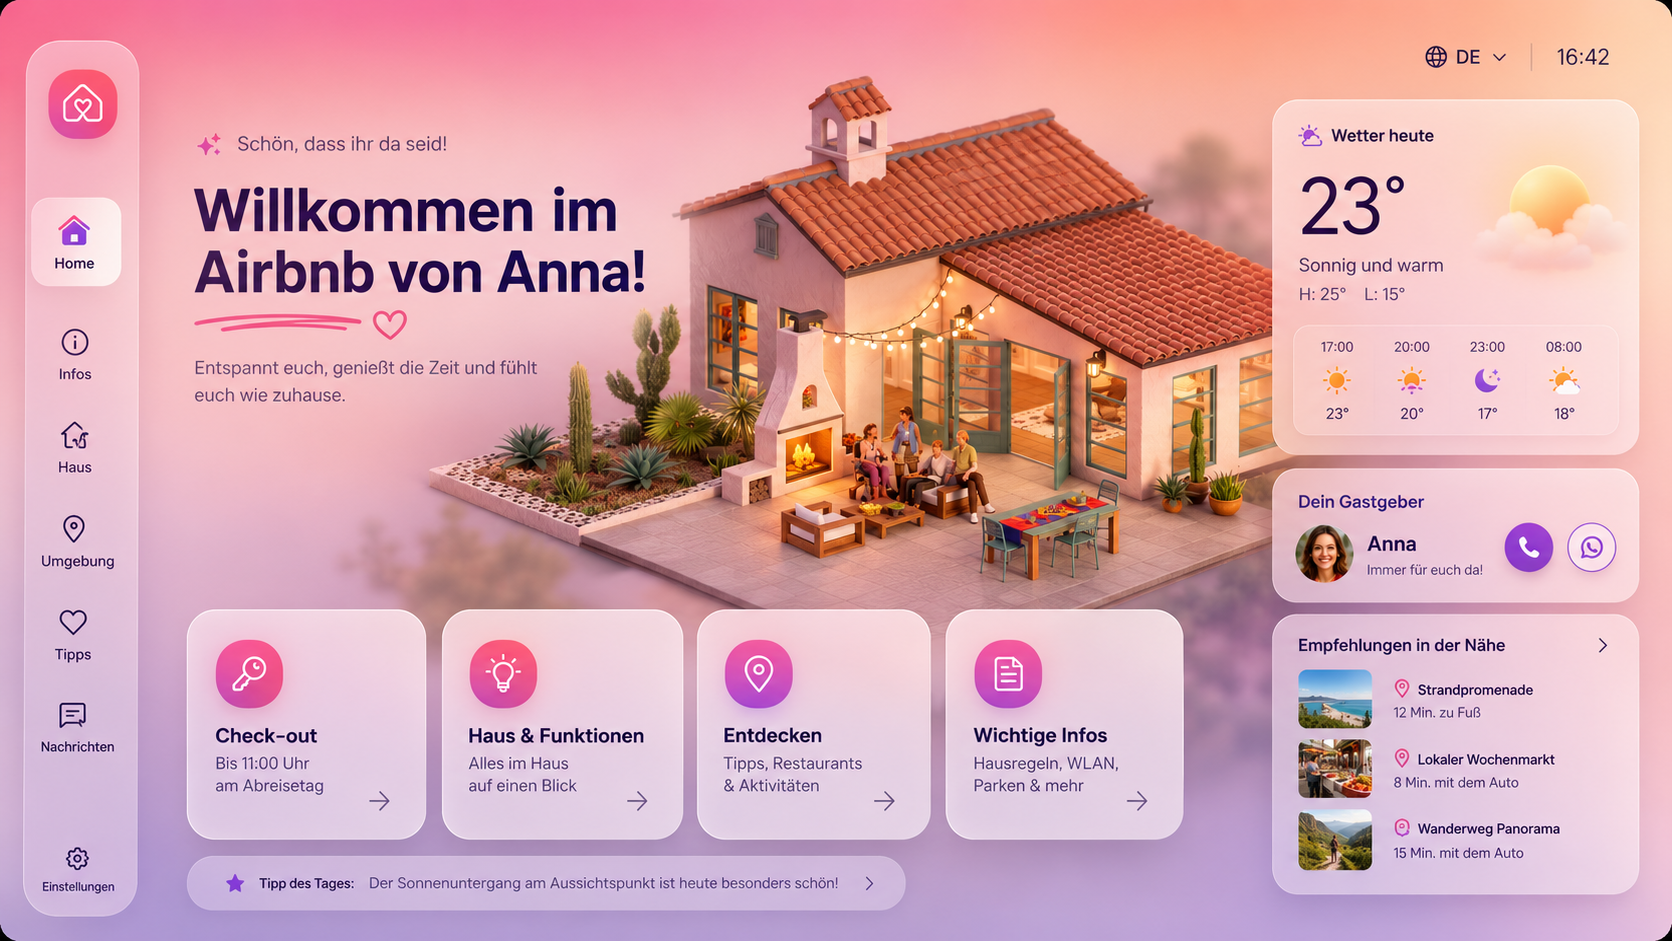 DE
16:42
Schön, dass ihr da seid!
Willkommen im
Airbnb von Anna!
Entspannt euch, genießt die Zeit und fühlt
euch wie zuhause.
Home
Infos
Haus
Umgebung
Tipps
Nachrichten
Einstellungen
Wetter heute
23°
Sonnig und warm
H: 25° L: 15°
17:00 20:00 23:00 08:00
23° 20° 17° 18°
Dein Gastgeber
Anna
Immer für euch da!
Empfehlungen in der Nähe
Strandpromenade
12 Min. zu Fuß
Lokaler Wochenmarkt
8 Min. mit dem Auto
Wanderweg Panorama
15 Min. mit dem Auto
Check-out
Bis 11:00 Uhr
am Abreisetag
Haus & Funktionen
Alles im Haus
auf einen Blick
Entdecken
Tipps, Restaurants
& Aktivitäten
Wichtige Infos
Hausregeln, WLAN,
Parken & mehr
Tipp des Tages: Der Sonnenuntergang am Aussichtspunkt ist heute besonders schön!